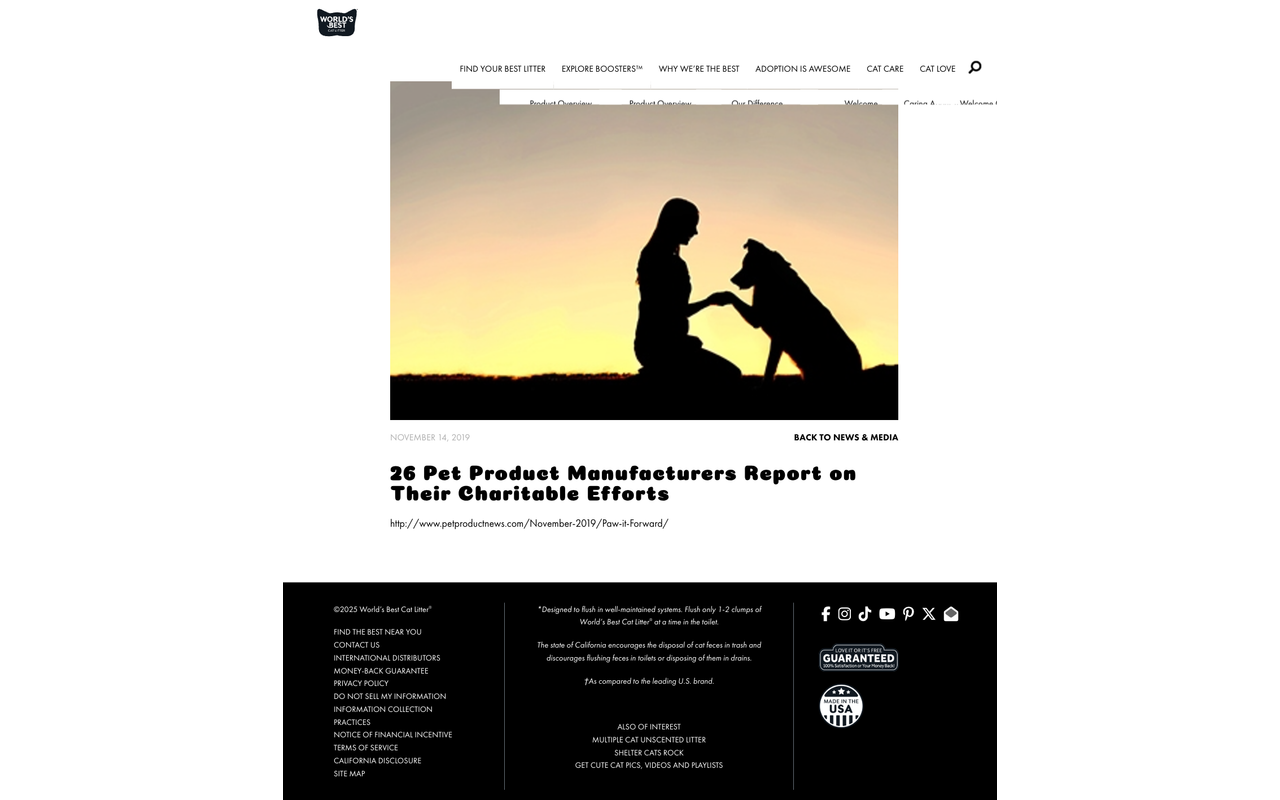 WORLD'S
BEST
CAT LITTER
FIND YOUR BEST LITTER EXPLORE BOOSTERS™ WHY WE'RE THE BEST ADOPTION IS AWESOME CAT CARE CAT LOVE
Product Overview Product Overview Our Difference Welcome Caring A Welcome
NOVEMBER 14, 2019 BACK TO NEWS & MEDIA
26 Pet Product Manufacturers Report on
Their Charitable Efforts
http://www.petproductnews.com/November-2019/Paw-it-Forward/
©2025 World's Best Cat Litter®
FIND THE BEST NEAR YOU
CONTACT US
INTERNATIONAL DISTRIBUTORS
MONEY-BACK GUARANTEE
PRIVACY POLICY
DO NOT SELL MY INFORMATION
INFORMATION COLLECTION
PRACTICES
NOTICE OF FINANCIAL INCENTIVE
TERMS OF SERVICE
CALIFORNIA DISCLOSURE
SITE MAP
*Designed to flush in well-maintained systems. Flush only 1-2 clumps of
World's Best Cat Litter® at a time in the toilet.
The state of California encourages the disposal of cat feces in trash and
discourages flushing feces in toilets or disposing of them in drains.
†As compared to the leading U.S. brand.
ALSO OF INTEREST
MULTIPLE CAT UNSCENTED LITTER
SHELTER CATS ROCK
GET CUTE CAT PICS, VIDEOS AND PLAYLISTS
LOVE IT OR IT'S FREE
GUARANTEED
100% Satisfaction or Your Money Back!
MADE IN THE
USA